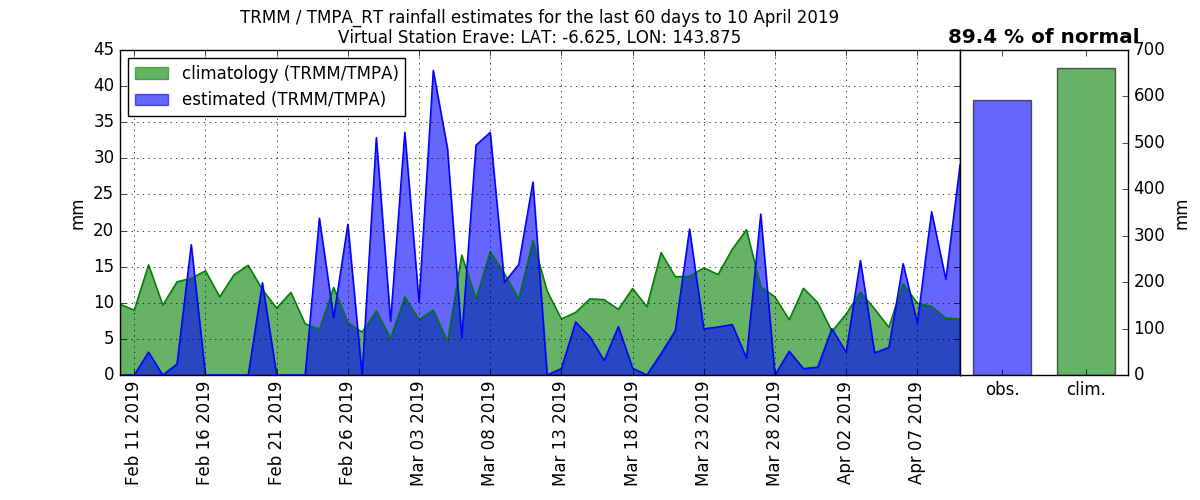 TRMM / TMPA_RT rainfall estimates for the last 60 days to 10 April 2019
Virtual Station Erave: LAT: -6.625, LON: 143.875
89.4 % of normal
climatology (TRMM/TMPA)
estimated (TRMM/TMPA)
45
40
35
30
25
20
15
10
5
0
mm
Feb 11 2019
Feb 16 2019
Feb 21 2019
Feb 26 2019
Mar 03 2019
Mar 08 2019
Mar 13 2019
Mar 18 2019
Mar 23 2019
Mar 28 2019
Apr 02 2019
Apr 07 2019
700
600
500
400
300
200
100
0
mm
obs.
clim.